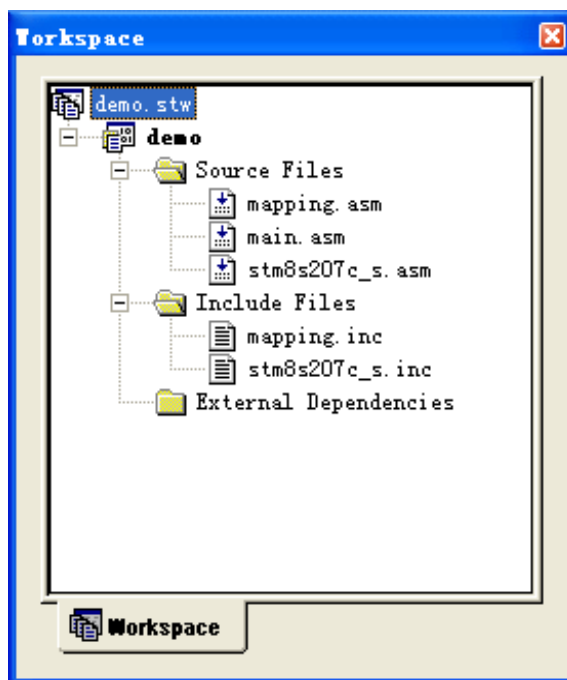 Workspace
demo.stw
demo
Source Files
mapping.asm
main.asm
stm8s207c_s.asm
Include Files
mapping.inc
stm8s207c_s.inc
External Dependencies
Workspace